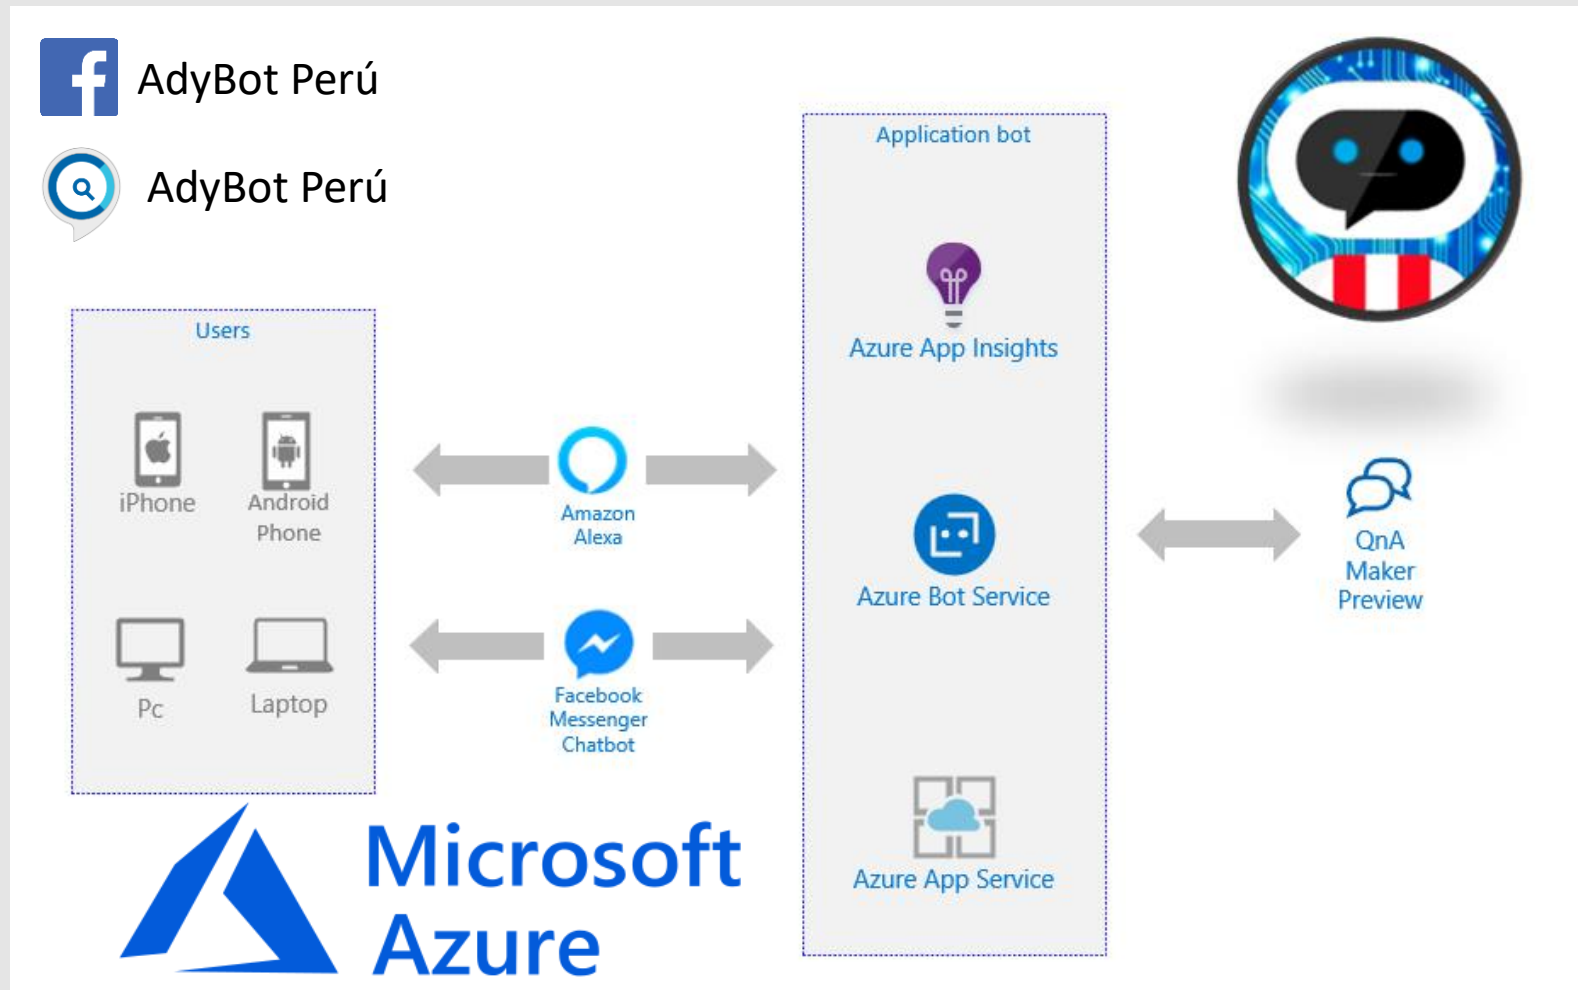 AdyBot Perú
AdyBot Perú
Users
iPhone
Android
Phone
Pc
Laptop
Amazon
Alexa
Facebook
Messenger
Chatbot
Application bot
Azure App Insights
Azure Bot Service
Azure App Service
QnA
Maker
Preview
Microsoft
Azure